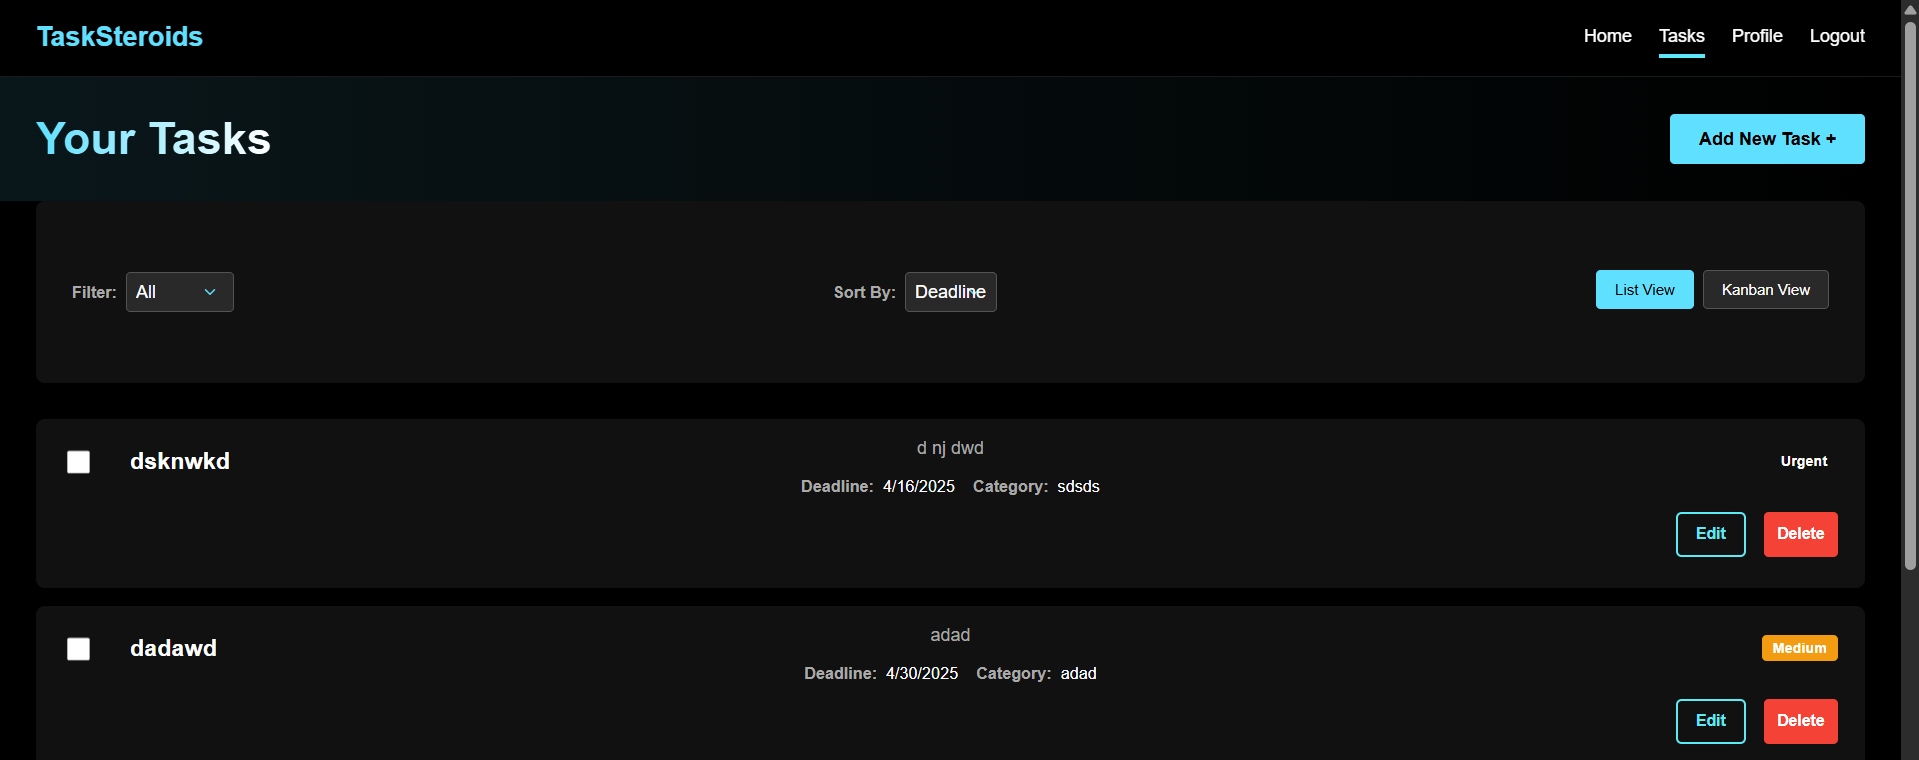 TaskSteroids
Home Tasks Profile Logout
Your Tasks
Add New Task +
Filter: All
Sort By: Deadline
List View Kanban View
dsknwkd
d nj dwd
Urgent
Deadline: 4/16/2025 Category: sdsds
Edit Delete
dadawd
adad
Medium
Deadline: 4/30/2025 Category: adad
Edit Delete